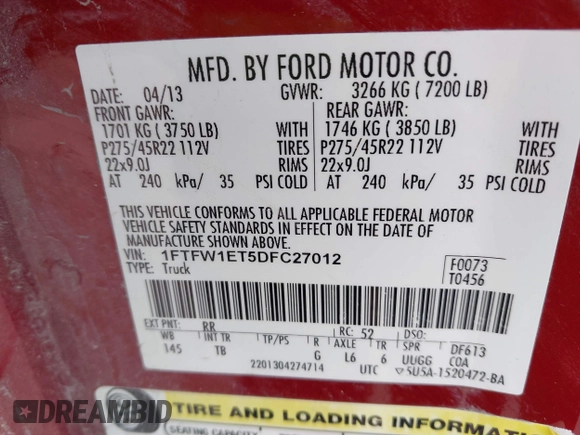 MFD. BY FORD MOTOR CO.
DATE: 04/13 GVWR: 3266 KG ( 7200 LB)
FRONT GAWR: REAR GAWR:
1701 KG ( 3750 LB) WITH 1746 KG ( 3850 LB) WITH
P275/45R22 112V TIRES P275/45R22 112V TIRES
22x9.0J RIMS 22x9.0J RIMS
AT 240 kPa/ 35 PSI COLD AT 240 kPa/ 35 PSI COLD
THIS VEHICLE CONFORMS TO ALL APPLICABLE FEDERAL MOTOR
VEHICLE SAFETY STANDARDS IN EFFECT ON THE DATE OF
MANUFACTURE SHOWN ABOVE.
VIN: 1FTFW1ET5DFC27012 F0073
TYPE: Truck T0456
EXT PNT: RR RC: 52 DSO:
WB INT TR TP/PS R AXLE TR SPR DF613
145 TB G L6 6 UUGG COA
2201304274714 UTC ▽5U5A-1520472-BA
TIRE AND LOADING INFORMATION
SEATING CAPACITY
DREAMBID